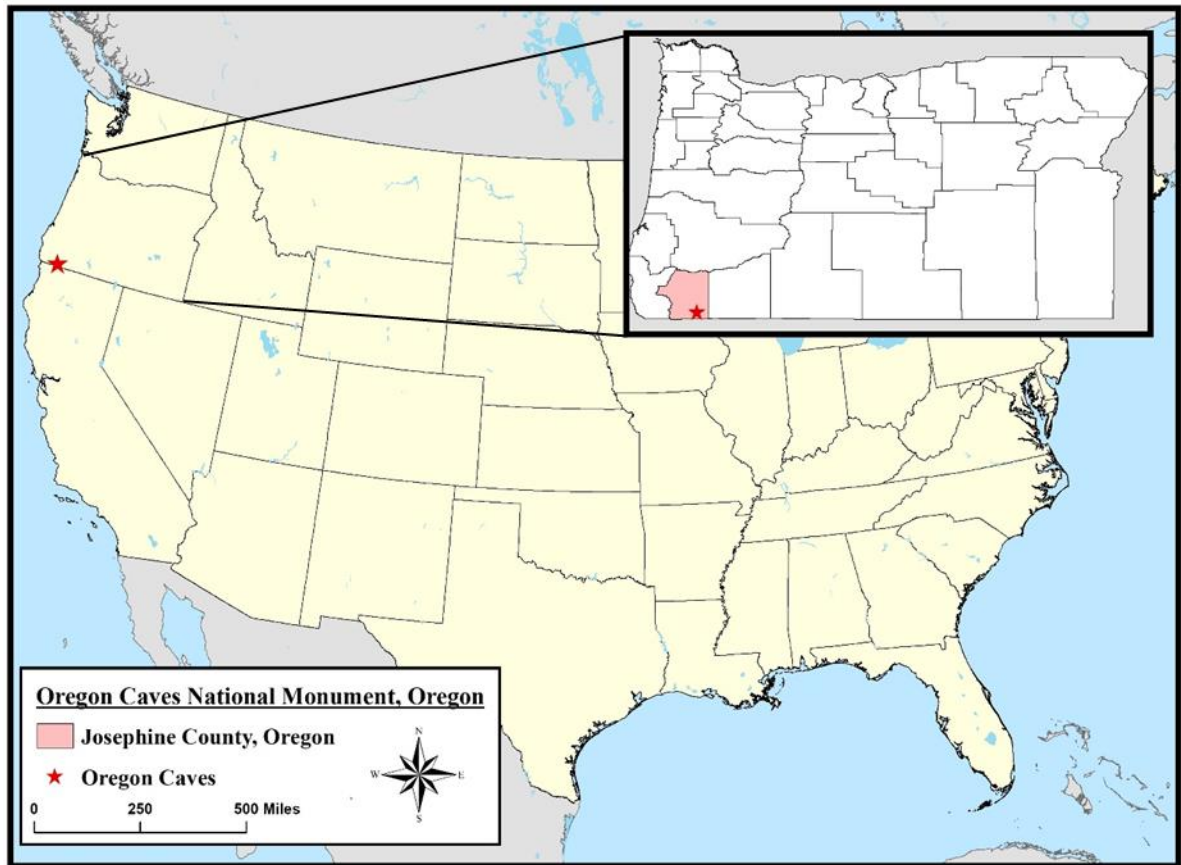 Oregon Caves National Monument, Oregon
Josephine County, Oregon
Oregon Caves
N
W E
S
0 250 500 Miles